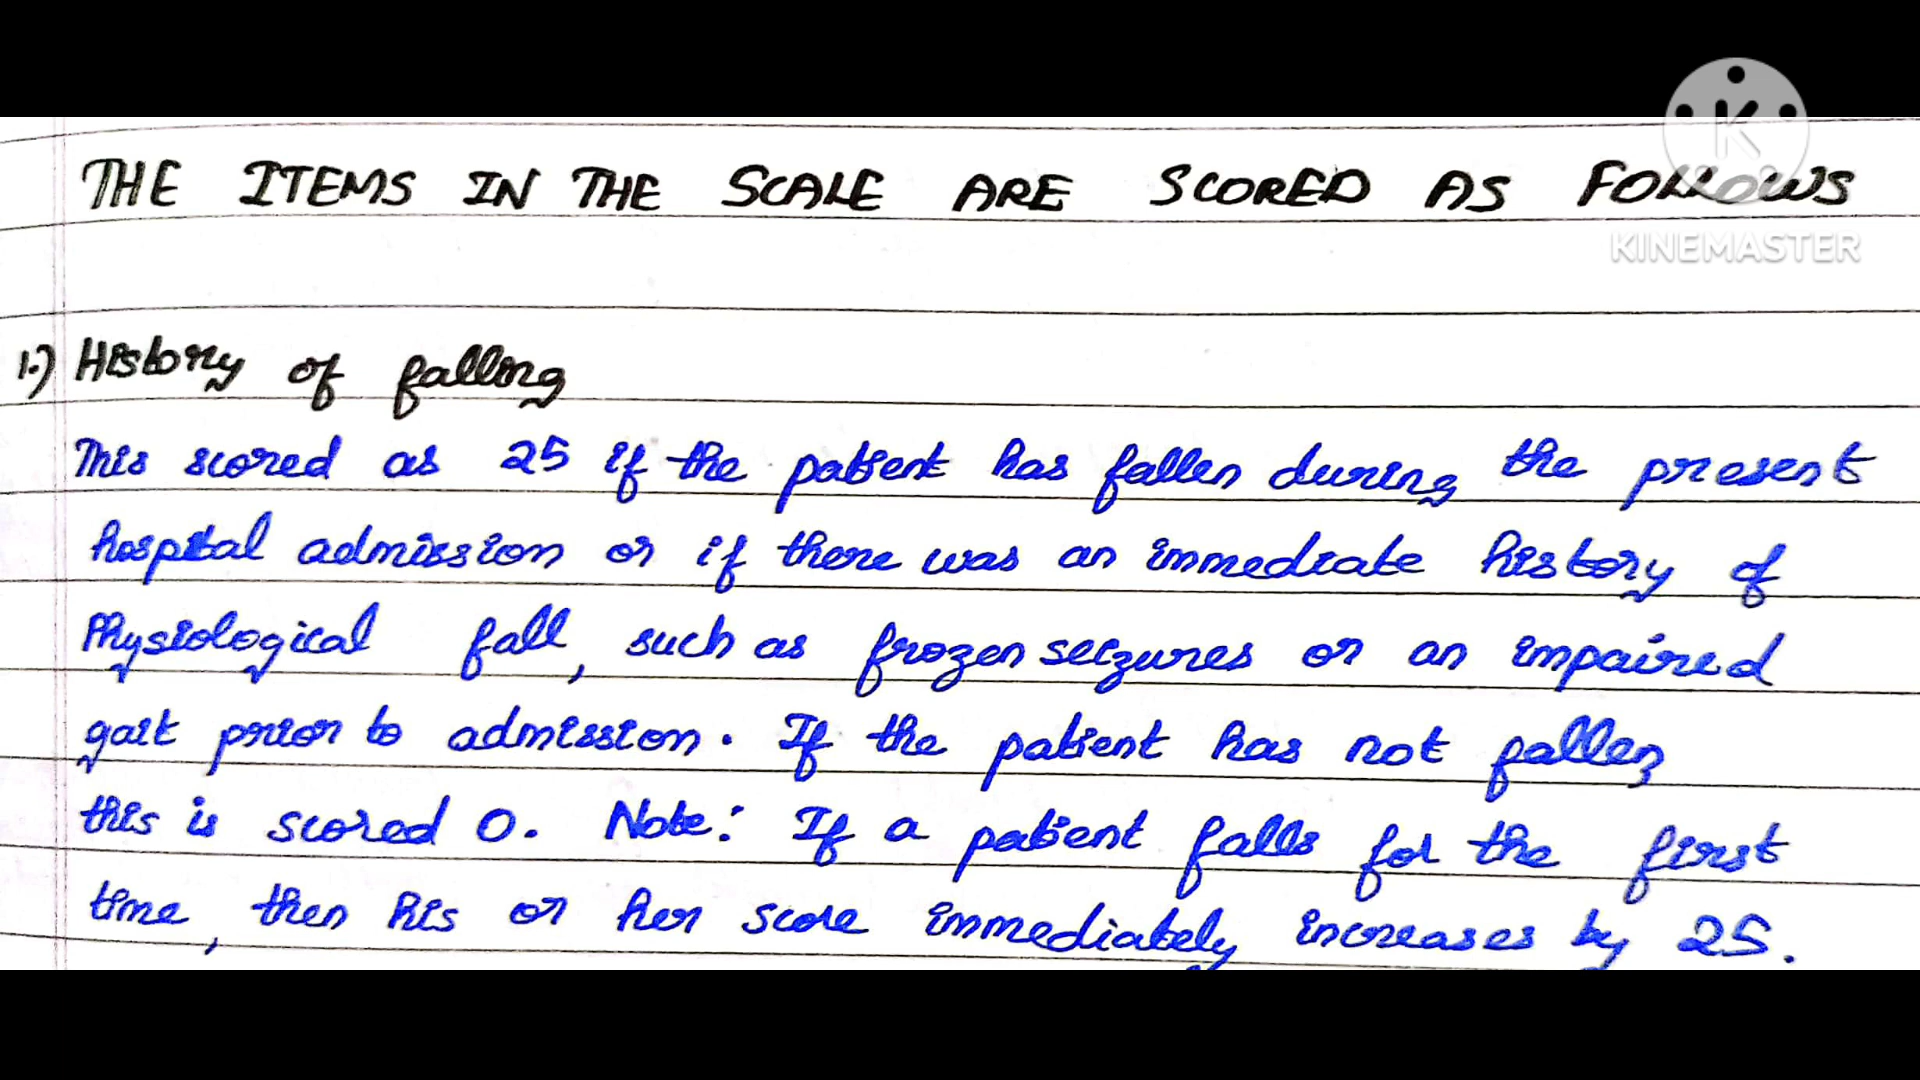 THE ITEMS IN THE SCALE ARE SCORED AS FOLLOWS
KINEMASTER
1.) History of falling
This scored as 25 if the patient has fallen during the present
hospital admission or if there was an immediate history of
Physiological fall, such as frozen seizures or an impaired
gait prior to admission. If the patient has not fallen,
this is scored 0. Note: If a patient falls for the first
time, then his or her score immediately increases by 25.